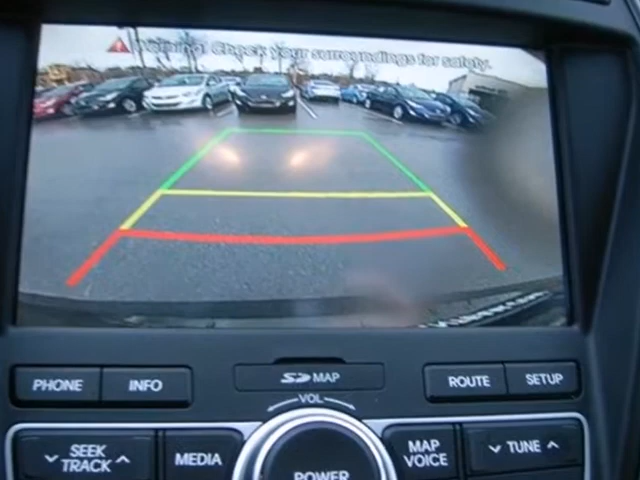 Warning! Check your surroundings for safety.
PHONE
INFO
SD MAP
ROUTE
SETUP
VOL
SEEK
TRACK
MEDIA
POWER
MAP
VOICE
TUNE